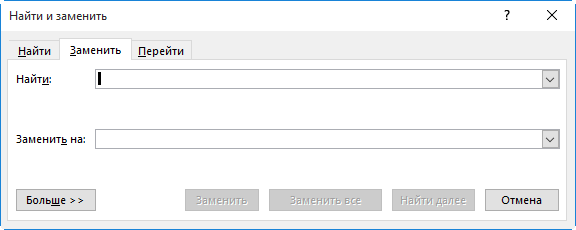 Найти и заменить
Найти Заменить Перейти
Найти:
Заменить на:
Больше >> Заменить Заменить все Найти далее Отмена